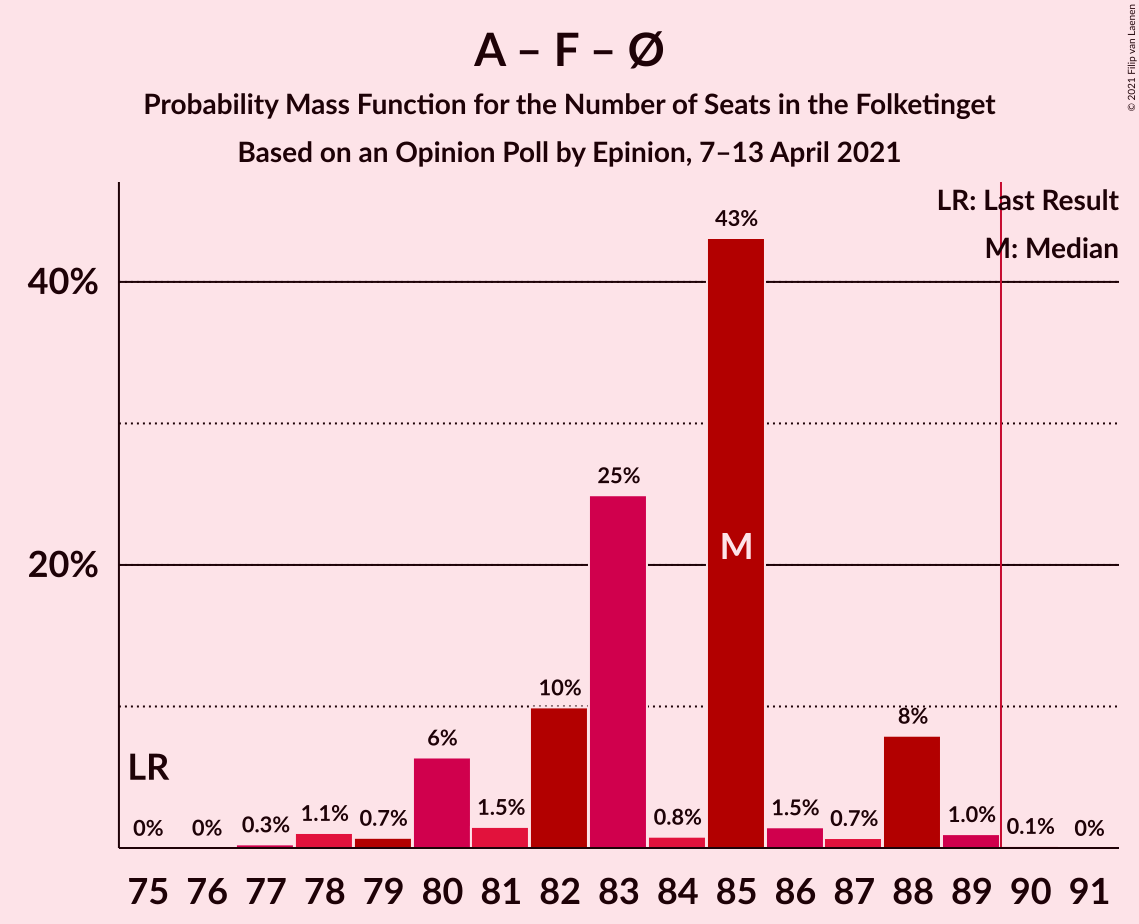 A – F – Ø
Probability Mass Function for the Number of Seats in the Folketinget
Based on an Opinion Poll by Epinion, 7–13 April 2021
© 2021 Filip van Laenen
LR: Last Result
M: Median
43%
40%
25%
M
20%
10%
8%
6%
LR
0% 0% 0.3% 1.1% 0.7% 1.5% 0.8% 1.5% 0.7% 1.0% 0.1% 0%
75 76 77 78 79 80 81 82 83 84 85 86 87 88 89 90 91